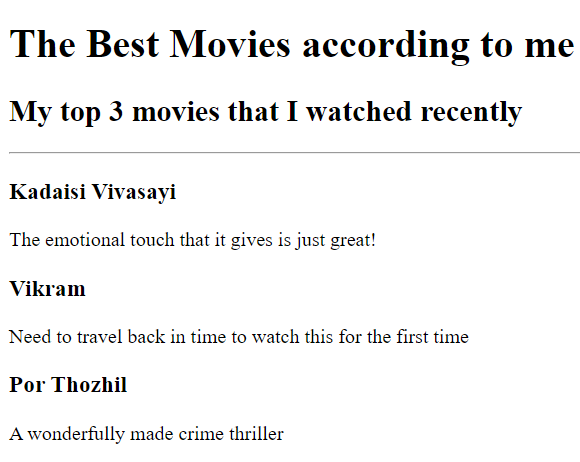 The Best Movies according to me
My top 3 movies that I watched recently
Kadaisi Vivasayi
The emotional touch that it gives is just great!
Vikram
Need to travel back in time to watch this for the first time
Por Thozhil
A wonderfully made crime thriller